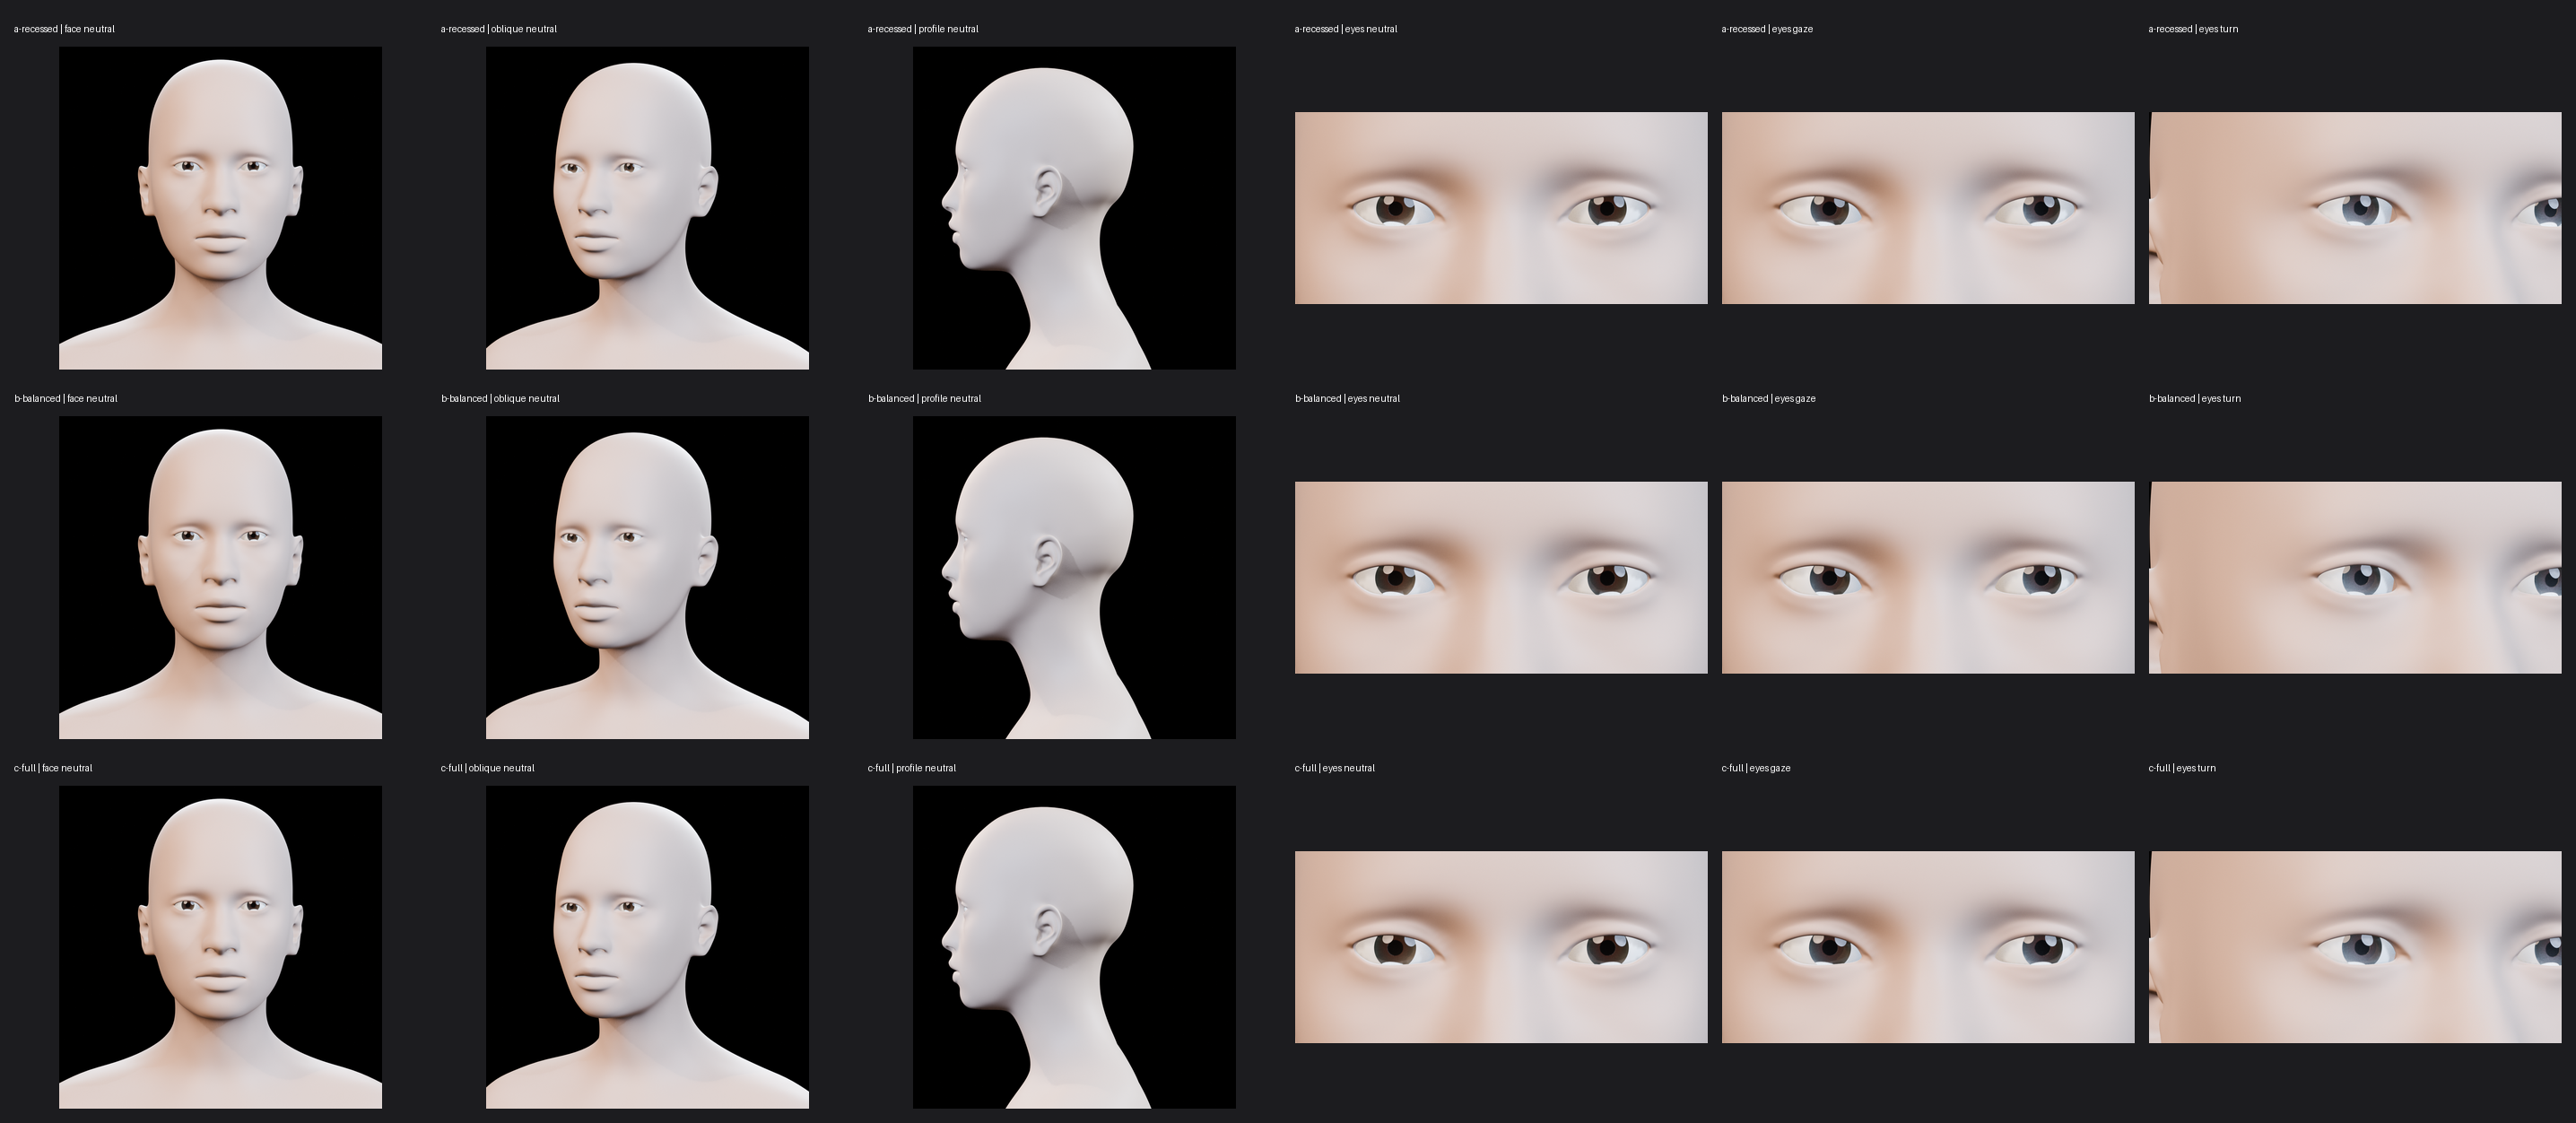 a-recessed | face neutral
a-recessed | oblique neutral
a-recessed | profile neutral
a-recessed | eyes neutral
a-recessed | eyes gaze
a-recessed | eyes turn
b-balanced | face neutral
b-balanced | oblique neutral
b-balanced | profile neutral
b-balanced | eyes neutral
b-balanced | eyes gaze
b-balanced | eyes turn
c-full | face neutral
c-full | oblique neutral
c-full | profile neutral
c-full | eyes neutral
c-full | eyes gaze
c-full | eyes turn